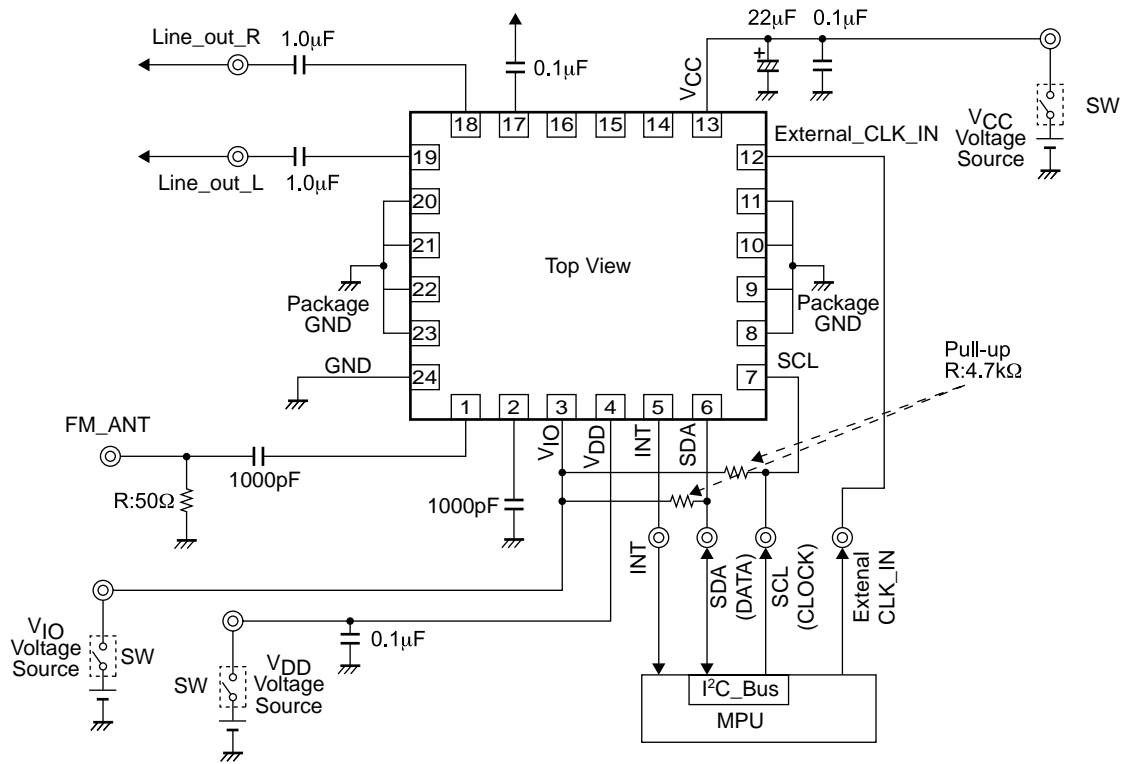 Line_out_R
1.0μF
0.1μF
22μF
0.1μF
+
VCC
SW
VCC
Voltage
Source
18
17
16
15
14
13
External_CLK_IN
19
12
Line_out_L
1.0μF
20
11
21
10
Top View
22
9
Package
GND
Package
GND
23
8
GND
SCL
24
7
Pull-up
R:4.7kΩ
1
2
3
4
5
6
FM_ANT
VIO
VDD
INT
SDA
1000pF
R:50Ω
1000pF
INT
SDA
(DATA)
SCL
(CLOCK)
Extenal
CLK_IN
VIO
Voltage
Source
SW
0.1μF
SW
VDD
Voltage
Source
I²C_Bus
MPU